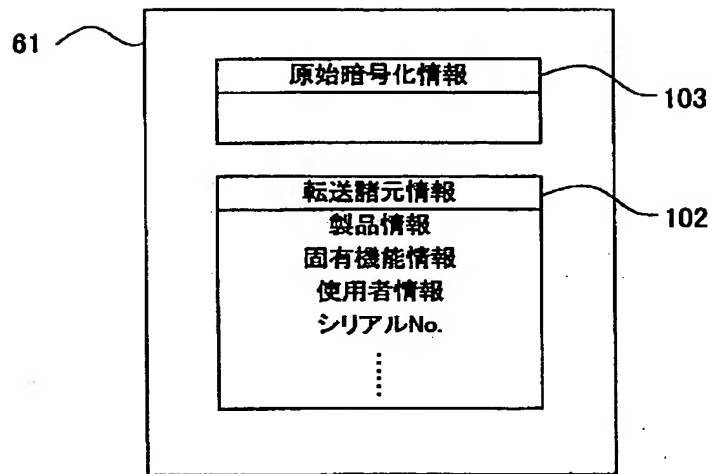 61
原始暗号化情報
103
転送諸元情報
102
製品情報
固有機能情報
使用者情報
シリアルNo.